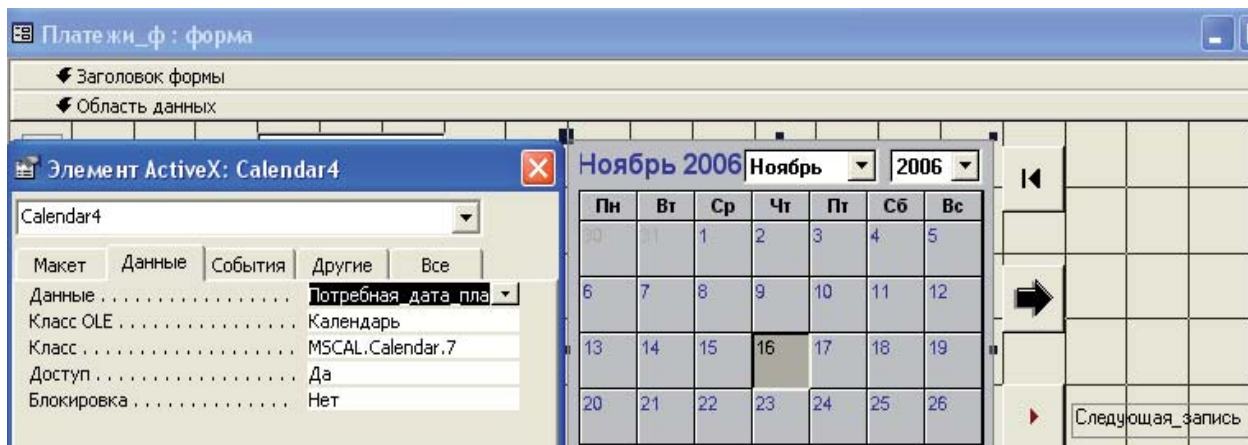 Платежи_ф : форма
Заголовок формы
Область данных
Элемент ActiveX: Calendar4
Calendar4
Макет Данные События Другие Все
Данные . . . . . . . . . . . . . . . . . Потребная_дата_пла
Класс OLE . . . . . . . . . . . . . . . Календарь
Класс . . . . . . . . . . . . . . . . . . . MSCAL.Calendar.7
Доступ . . . . . . . . . . . . . . . . . . Да
Блокировка . . . . . . . . . . . . . . Нет
Ноябрь 2006 Ноябрь 2006
Пн Вт Ср Чт Пт Сб Вс
30 31 1 2 3 4 5
6 7 8 9 10 11 12
13 14 15 16 17 18 19
20 21 22 23 24 25 26
Следующая_запись